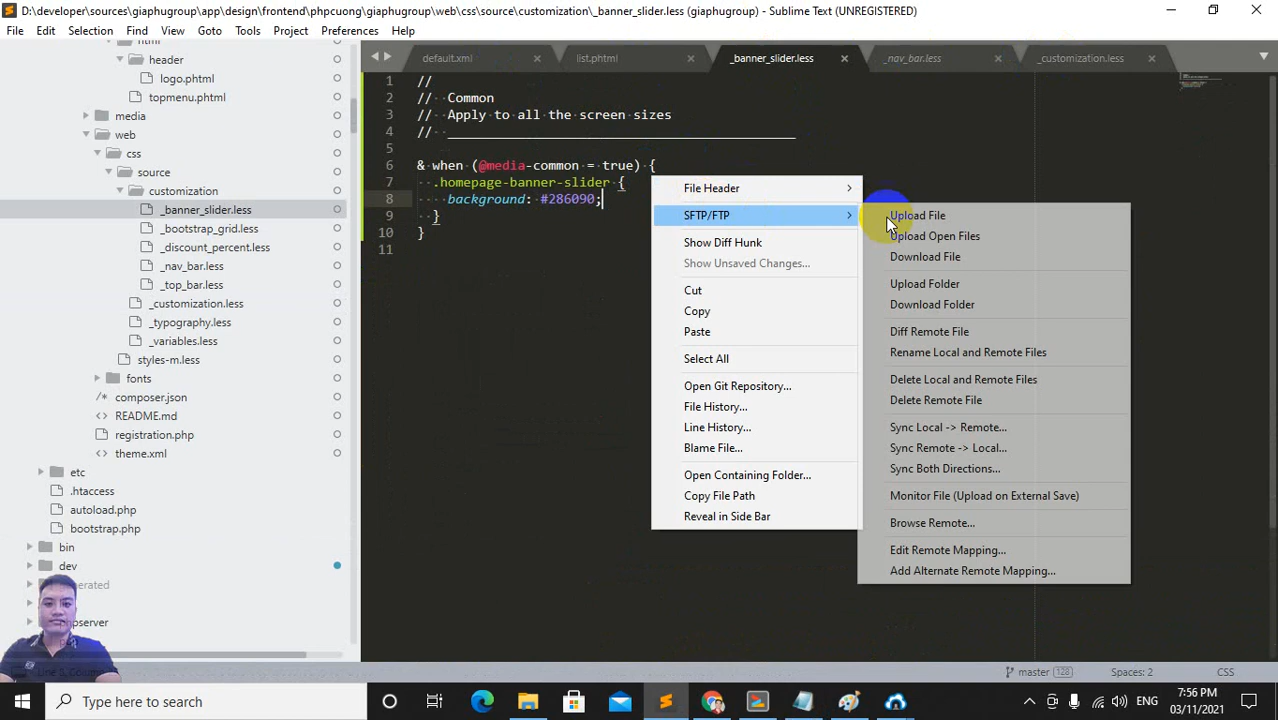 D:\developer\sources\giaphugroup\app\design\frontend\phpcuong\giaphugroup\web\css\source\customization\_banner_slider.less (giaphugroup) - Sublime Text (UNREGISTERED)
File Edit Selection Find View Goto Tools Project Preferences Help
html
header
logo.phtml
topmenu.phtml
media
web
css
source
customization
_banner_slider.less
_bootstrap_grid.less
_discount_percent.less
_nav_bar.less
_top_bar.less
_customization.less
_typography.less
_variables.less
styles-m.less
fonts
composer.json
README.md
registration.php
theme.xml
etc
.htaccess
autoload.php
bootstrap.php
bin
dev
default.xml
list.phtml
_banner_slider.less
_nav_bar.less
_customization.less
1 //
2 // Common
3 // Apply to all the screen sizes
4 // _____________________________________________
5
6 & when (@media-common = true) {
7 .homepage-banner-slider {
8 background: #286090;
9 }
10 }
11
File Header
SFTP/FTP
Show Diff Hunk
Show Unsaved Changes...
Cut
Copy
Paste
Select All
Open Git Repository...
File History...
Line History...
Blame File...
Open Containing Folder...
Copy File Path
Reveal in Side Bar
Upload File
Upload Open Files
Download File
Upload Folder
Download Folder
Diff Remote File
Rename Local and Remote Files
Delete Local and Remote Files
Delete Remote File
Sync Local -> Remote...
Sync Remote -> Local...
Sync Both Directions...
Monitor File (Upload on External Save)
Browse Remote...
Edit Remote Mapping...
Add Alternate Remote Mapping...
master 128
Spaces: 2
CSS
Type here to search
ENG
7:56 PM
03/11/2021